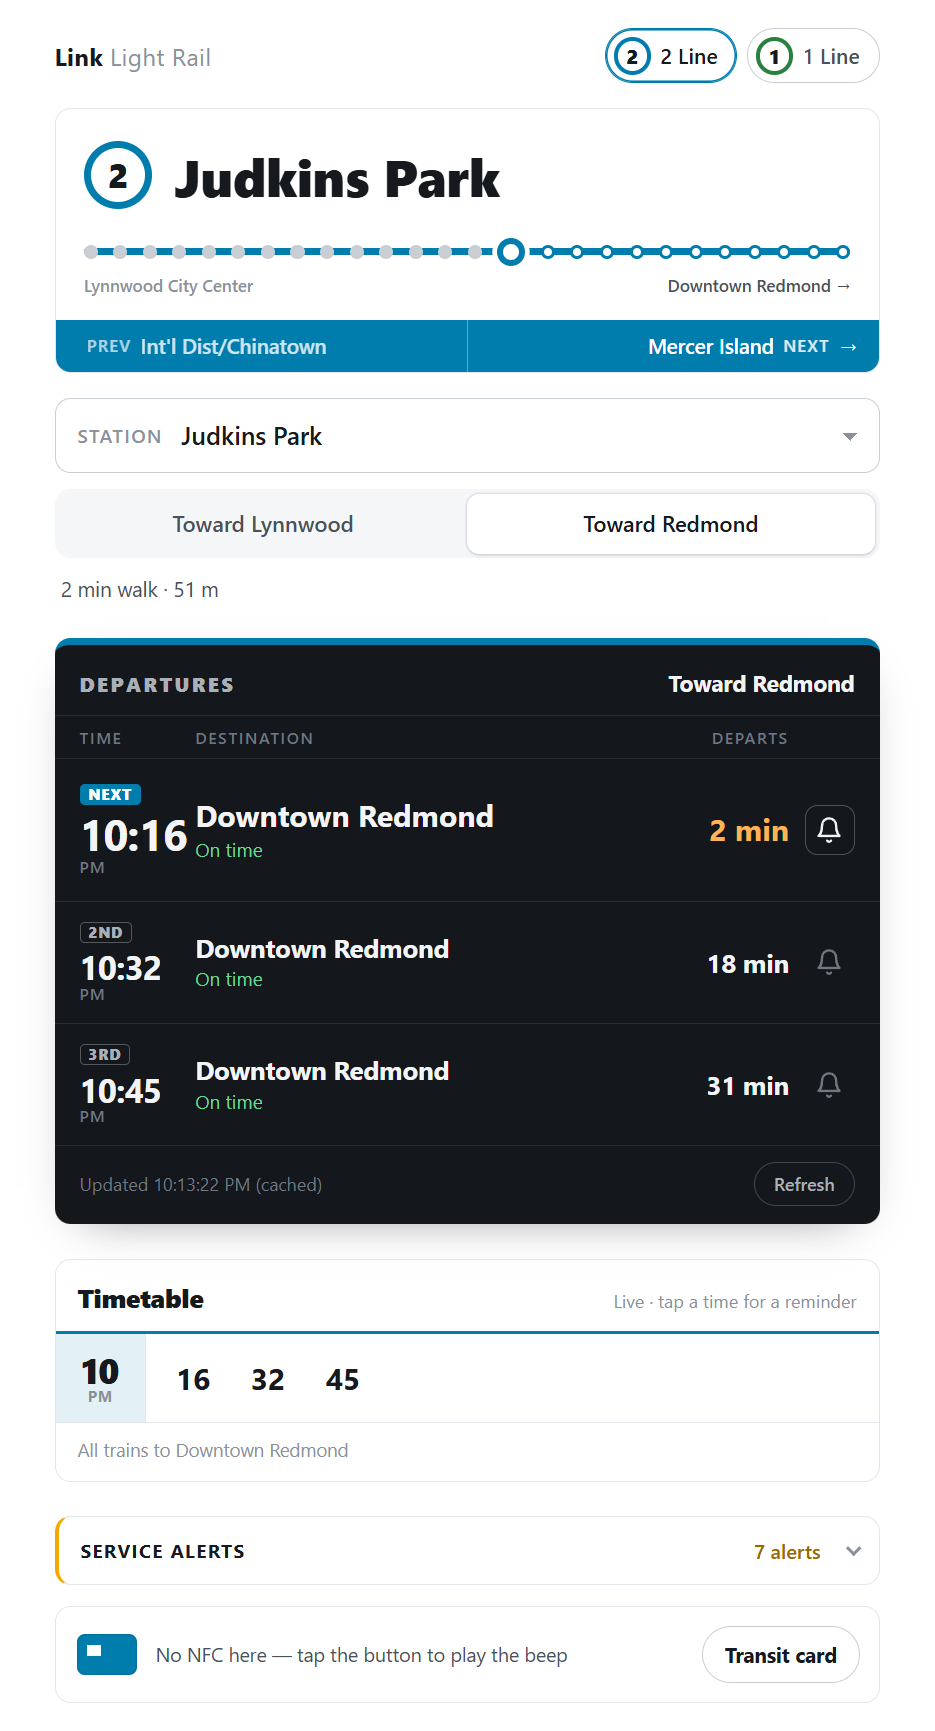 Link Light Rail
2 2 Line
1 1 Line
2 Judkins Park
Lynnwood City Center
Downtown Redmond →
PREV Int'l Dist/Chinatown
Mercer Island NEXT →
STATION Judkins Park
Toward Lynnwood
Toward Redmond
2 min walk · 51 m
DEPARTURES
Toward Redmond
TIME DESTINATION DEPARTS
NEXT
10:16
PM
Downtown Redmond
On time
2 min
2ND
10:32
PM
Downtown Redmond
On time
18 min
3RD
10:45
PM
Downtown Redmond
On time
31 min
Updated 10:13:22 PM (cached)
Refresh
Timetable
Live · tap a time for a reminder
10
PM
16 32 45
All trains to Downtown Redmond
SERVICE ALERTS
7 alerts
No NFC here — tap the button to play the beep
Transit card